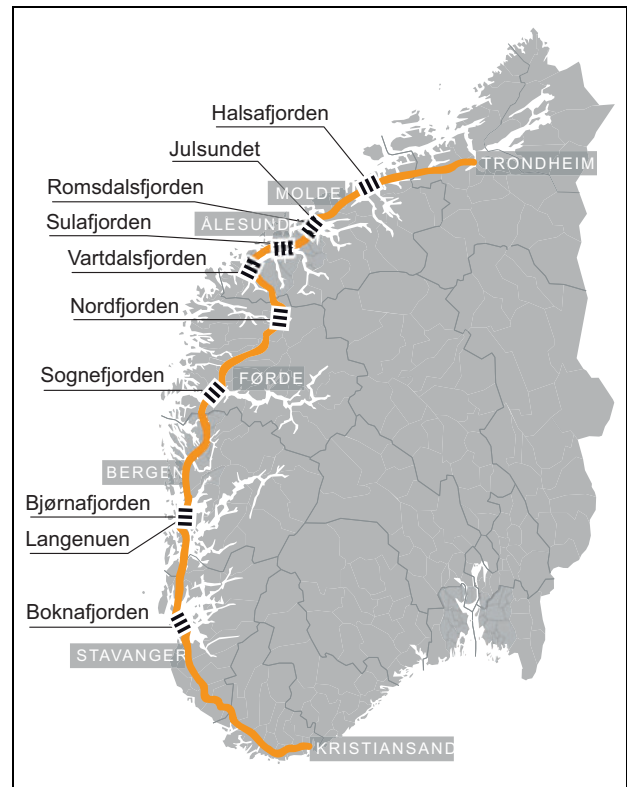 Halsafjorden
Julsundet
TRONDHEIM
Romsdalsfjorden
MOLDE
Sulafjorden
ÅLESUND
Vartdalsfjorden
Nordfjorden
Sognefjorden
FØRDE
BERGEN
Bjørnafjorden
Langenuen
Boknafjorden
STAVANGER
KRISTIANSAND